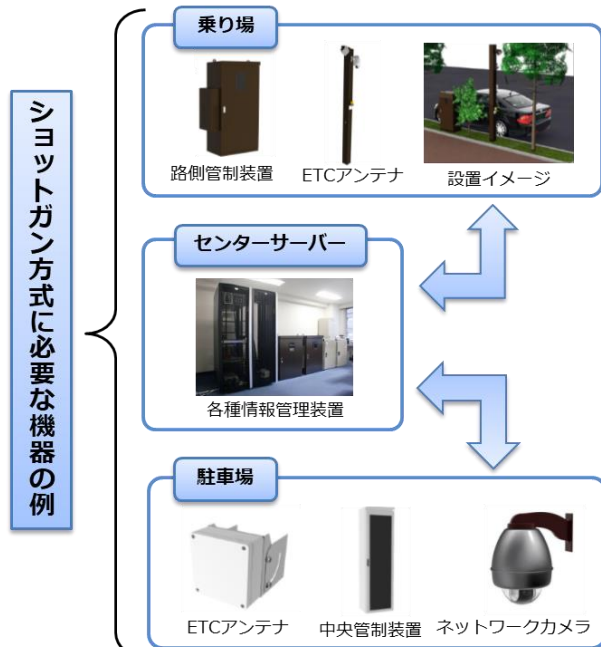 ショットガン方式に必要な機器の例
乗り場
路側管制装置
ETCアンテナ
設置イメージ
センターサーバー
各種情報管理装置
駐車場
ETCアンテナ
中央管制装置
ネットワークカメラ